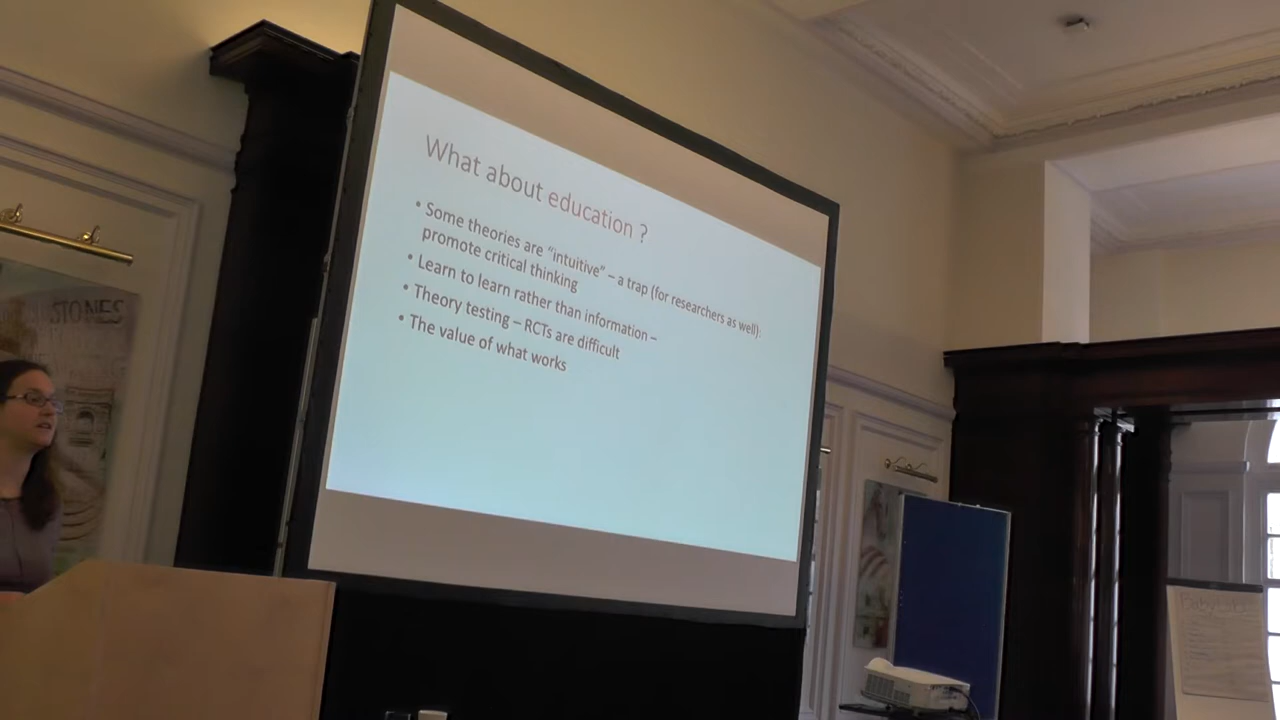 What about education ?
• Some theories are “intuitive” – a trap (for researchers as well):
promote critical thinking
• Learn to learn rather than information –
• Theory testing – RCTs are difficult
• The value of what works
STONES